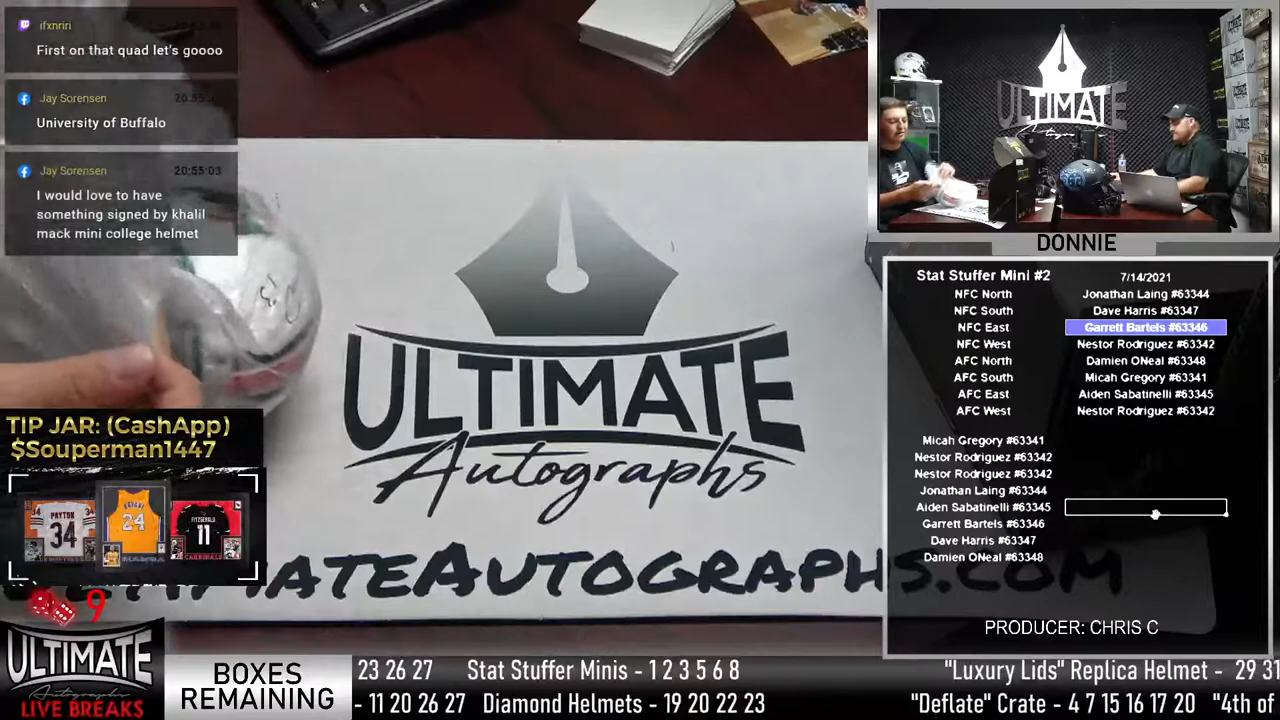 ifxnriri
First on that quad let's goooo
Jay Sorensen
University of Buffalo
Jay Sorensen 20:55:03
I would love to have
something signed by khalil
mack mini college helmet
TIP JAR: (CashApp)
$Souperman1447
PAYTON
34
BRYANT
24
FITZGERALD
11
CARDINALS
9
ULTIMATE
Autographs
LIVE BREAKS
ULTIMATE
Autographs
ULTIMATE
Autographs
DONNIE
Stat Stuffer Mini #2 7/14/2021
NFC North Jonathan Laing #63344
NFC South Dave Harris #63347
NFC East Garrett Bartels #63346
NFC West Nestor Rodriguez #63342
AFC North Damien ONeal #63348
AFC South Micah Gregory #63341
AFC East Aiden Sabatinelli #63345
AFC West Nestor Rodriguez #63342
Micah Gregory #63341
Nestor Rodriguez #63342
Nestor Rodriguez #63342
Jonathan Laing #63344
Aiden Sabatinelli #63345
Garrett Bartels #63346
Dave Harris #63347
Damien ONeal #63348
PRODUCER: CHRIS C
BOXES
REMAINING
23 26 27 Stat Stuffer Minis - 1 2 3 5 6 8 "Luxury Lids" Replica Helmet - 29 31
- 11 20 26 27 Diamond Helmets - 19 20 22 23 "Deflate" Crate - 4 7 15 16 17 20 "4th of